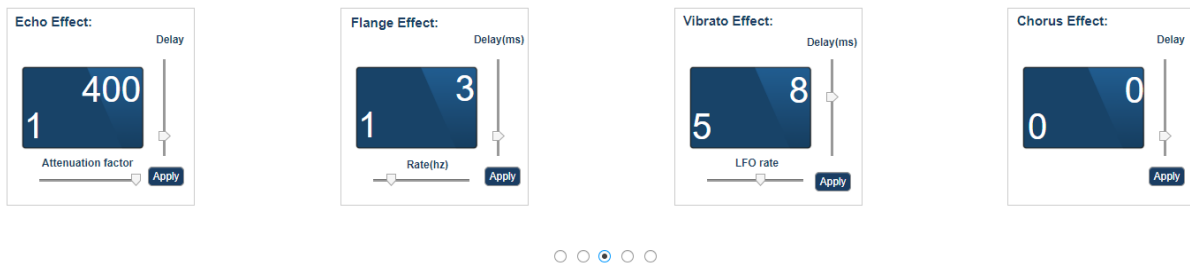 Echo Effect:
Delay
400
1
Attenuation factor
Apply
Flange Effect:
Delay(ms)
3
1
Rate(hz)
Apply
Vibrato Effect:
Delay(ms)
8
5
LFO rate
Apply
Chorus Effect:
Delay
0
0
Apply